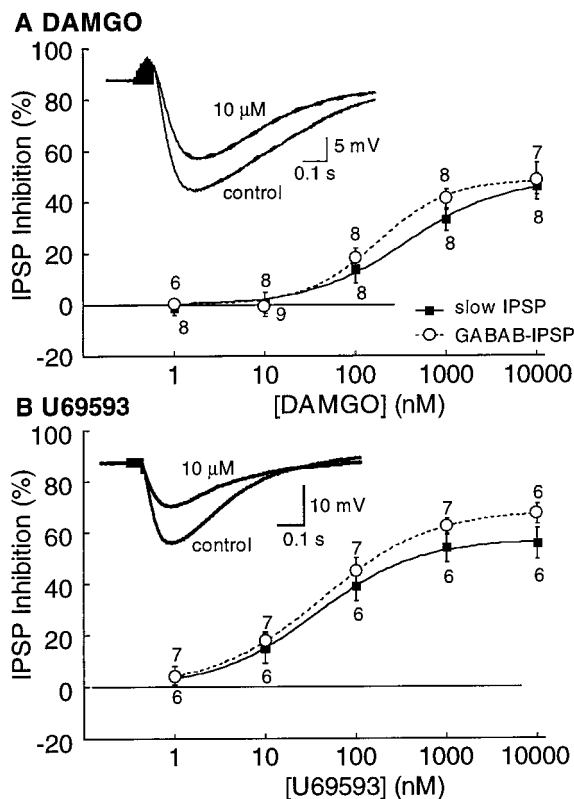 A DAMGO
IPSP Inhibition (%)
100
80
60
40
20
0
-20
10 µM
control
5 mV
0.1 s
6
8
8
9
8
8
8
8
7
8
slow IPSP
GABAB-IPSP
1
10
100
1000
10000
[DAMGO] (nM)
B U69593
IPSP Inhibition (%)
100
80
60
40
20
0
-20
10 µM
control
10 mV
0.1 s
7
6
7
6
7
6
7
6
6
6
1
10
100
1000
10000
[U69593] (nM)